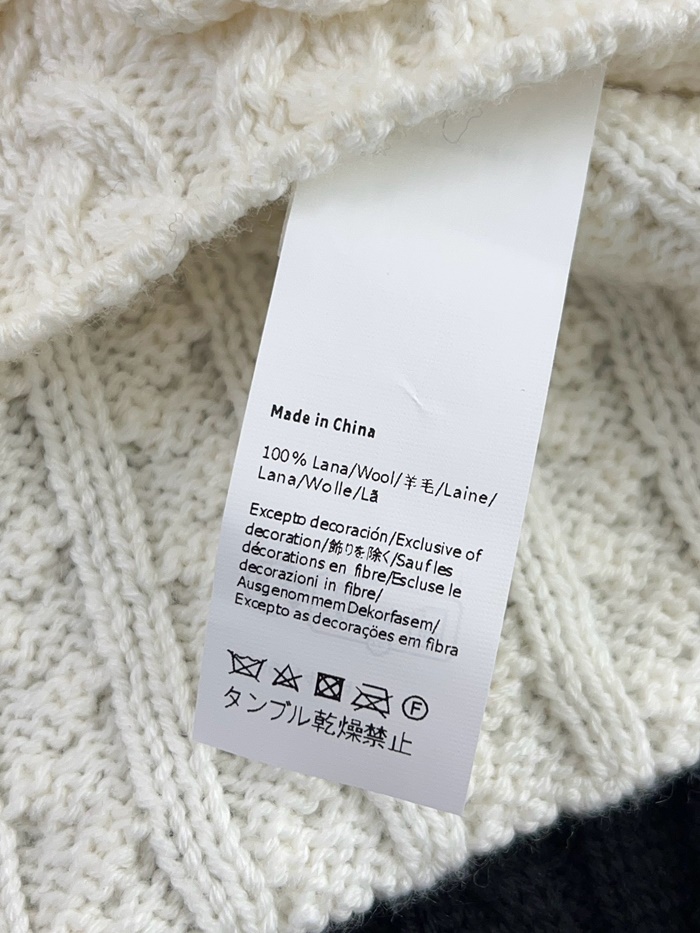 Made in China
100% Lana/Wool/羊毛/Laine/
Lana/Wolle/Lã
Excepto decoración/Exclusive of
decoration/飾りを除く/Sauf les
décorations en fibre/Escluse le
decorazioni in fibre/
Ausgenommem Dekorfasem/
Excepto as decorações em fibra
F
タンブル乾燥禁止